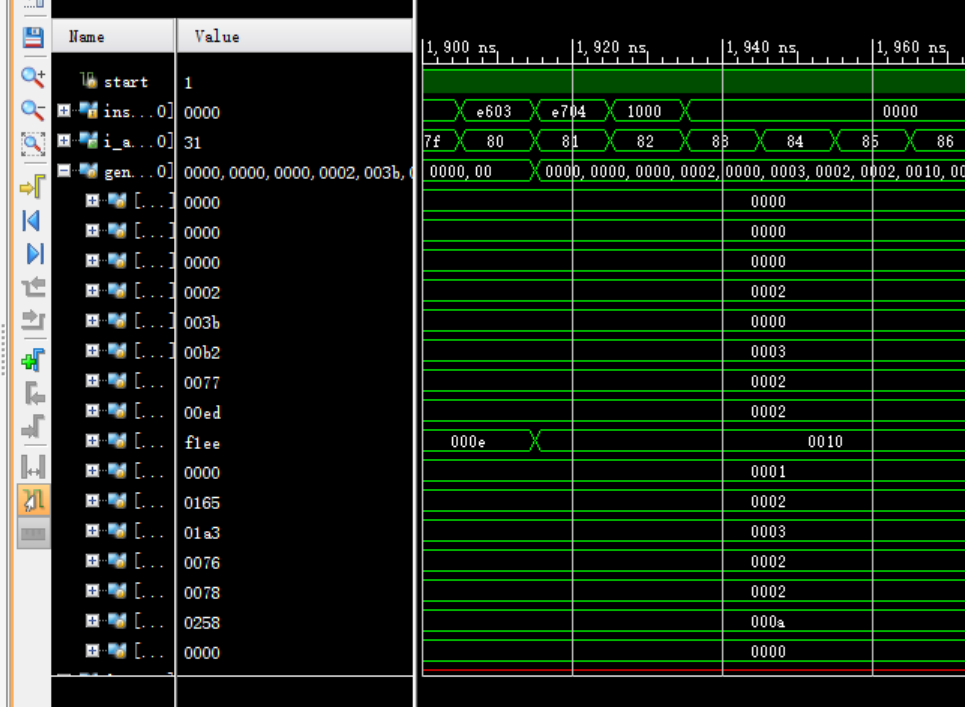 Name Value
1,900 ns 1,920 ns 1,940 ns 1,960 ns
start 1
ins...0] 0000 e603 e704 1000 0000
i_a...0] 31 7f 80 81 82 83 84 85 86
gen...0] 0000,0000,0000,0002,003b,( 0000,00 0000,0000,0000,0002,0000,0003,0002,0002,0010,00
[...] 0000 0000
[...] 0000 0000
[...] 0000 0000
[...] 0002 0002
[...] 003b 0000
[...] 00b2 0003
[... 0077 0002
[... 00ed 0002
[... f1ee 000e 0010
[... 0000 0001
[... 0165 0002
[... 01a3 0003
[... 0076 0002
[... 0078 0002
[... 0258 000a
[... 0000 0000